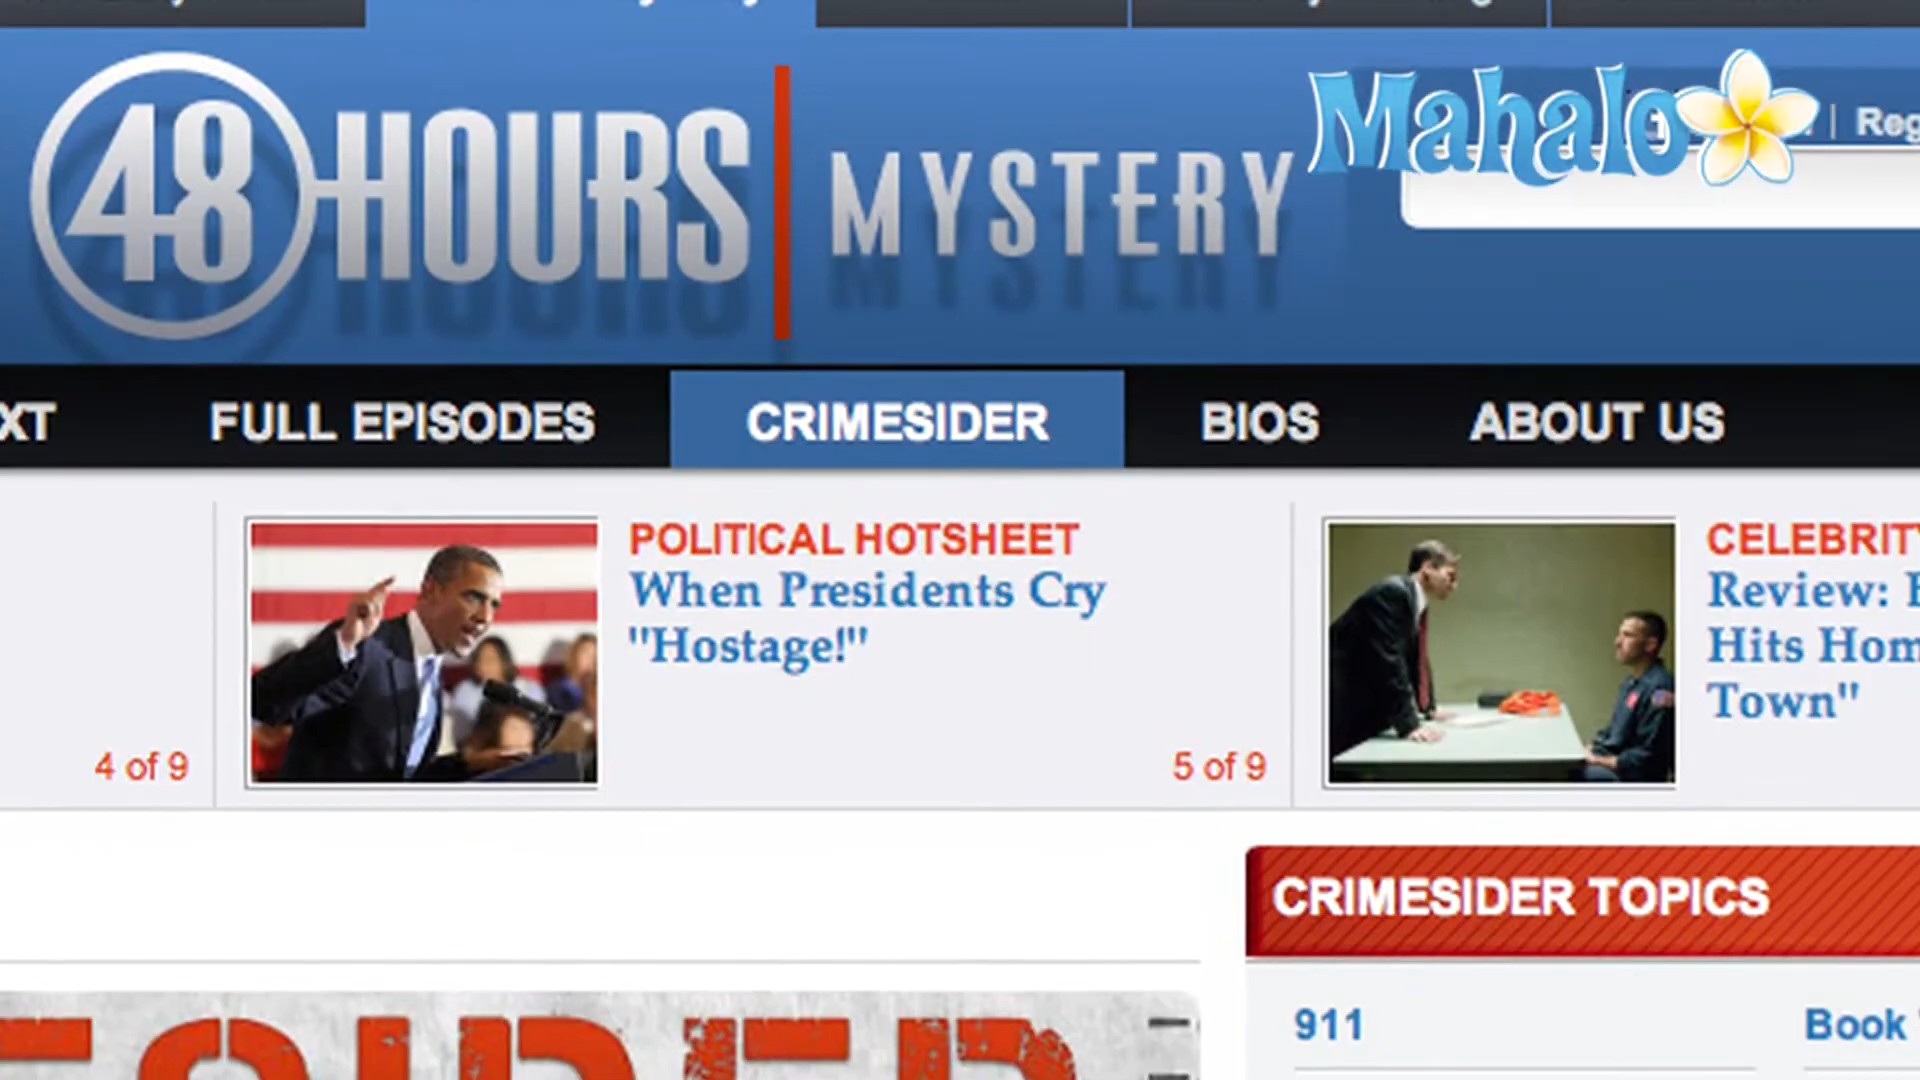 48 HOURS MYSTERY
Mahalo
Reg
XT
FULL EPISODES
CRIMESIDER
BIOS
ABOUT US
4 of 9
POLITICAL HOTSHEET
When Presidents Cry
"Hostage!"
5 of 9
CELEBRITY
Review:
Hits Hom
Town"
CRIMESIDER TOPICS
911
Book